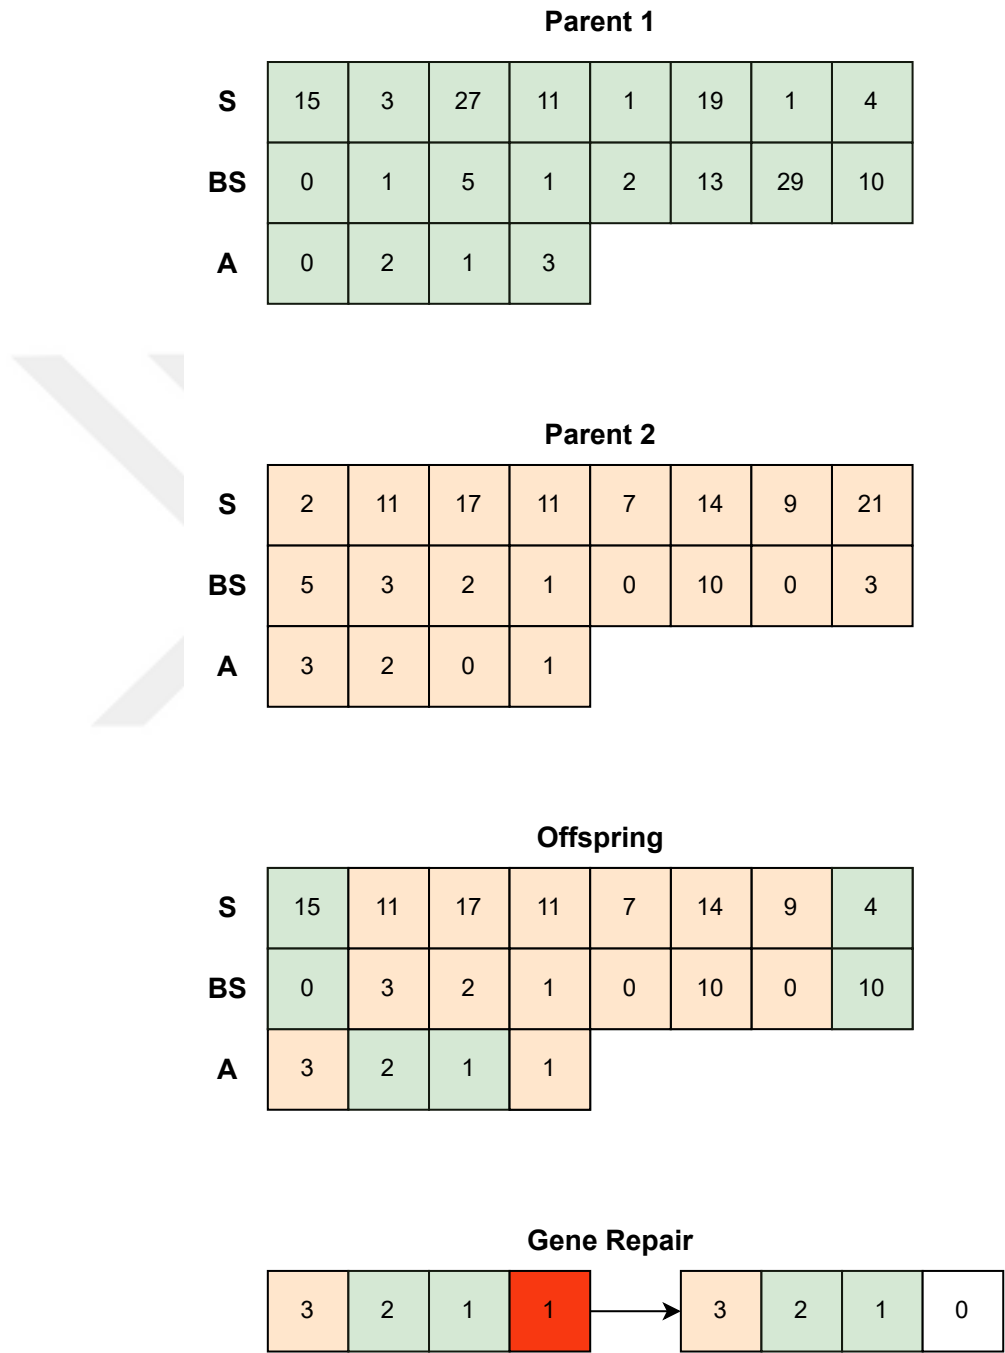 Parent 1
S 15 3 27 11 1 19 1 4
BS 0 1 5 1 2 13 29 10
A 0 2 1 3
Parent 2
S 2 11 17 11 7 14 9 21
BS 5 3 2 1 0 10 0 3
A 3 2 0 1
Offspring
S 15 11 17 11 7 14 9 4
BS 0 3 2 1 0 10 0 10
A 3 2 1 1
Gene Repair
3 2 1 1 3 2 1 0